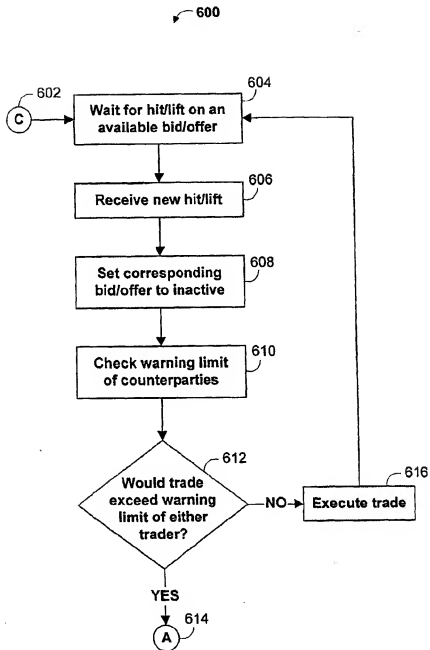 600
602
C
604
Wait for hit/lift on an
available bid/offer
606
Receive new hit/lift
608
Set corresponding
bid/offer to inactive
610
Check warning limit
of counterparties
612
Would trade
exceed warning
limit of either
trader?
NO
616
Execute trade
YES
614
A